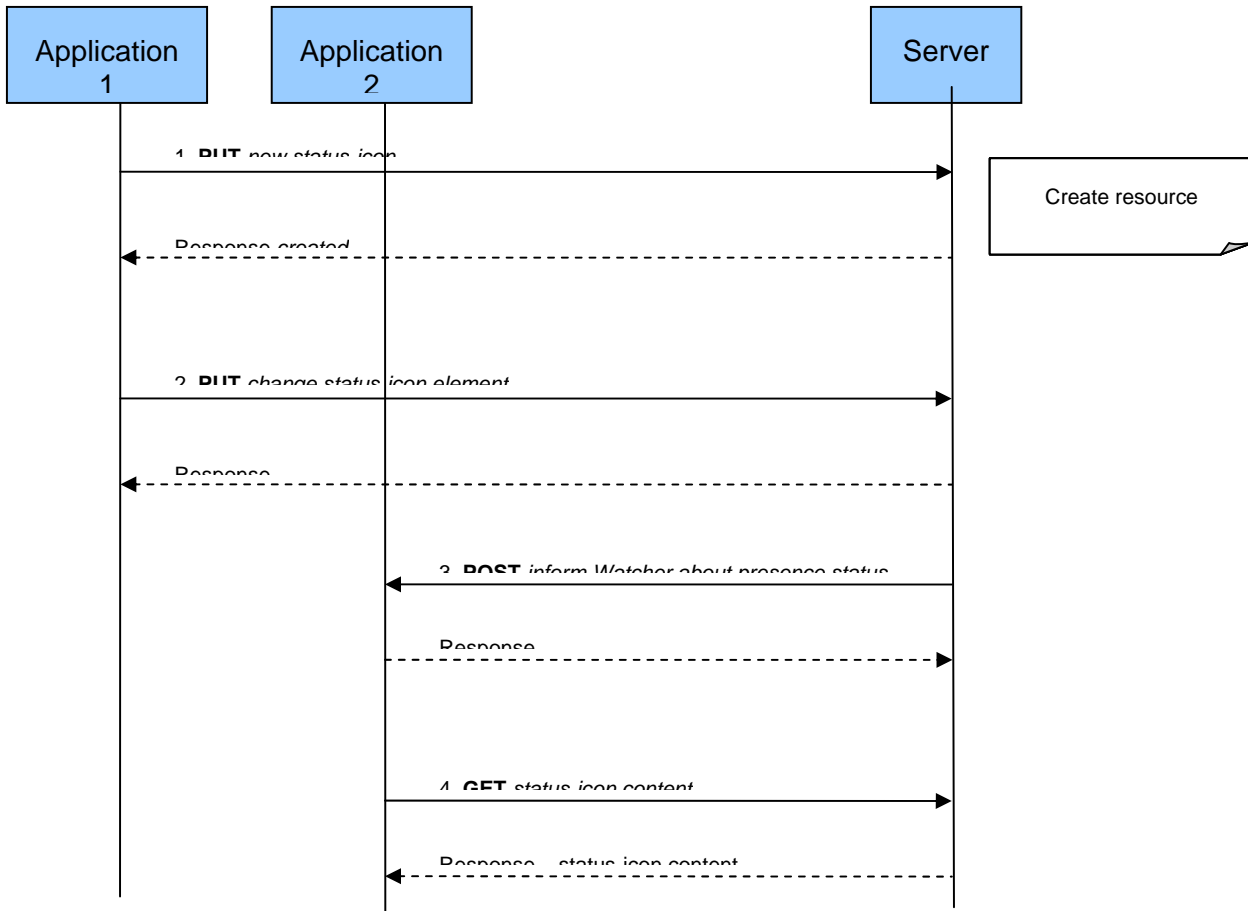 Application
1
Application
2
Server
1. PUT new status icon
Create resource
Response created
2. PUT change status icon element
Response
3. POST inform Watcher about presence status
Response
4. GET status icon content
Response – status icon content